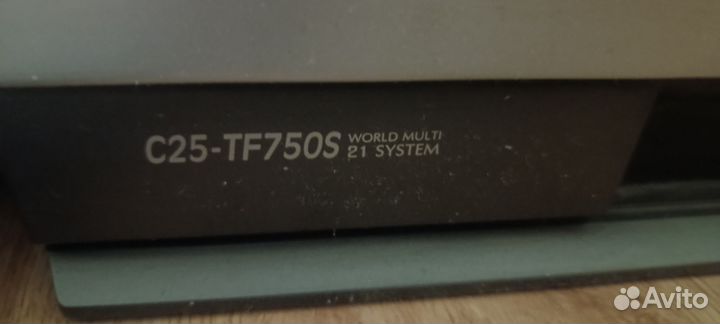 C25-TF750S WORLD MULTI
21 SYSTEM
Avito